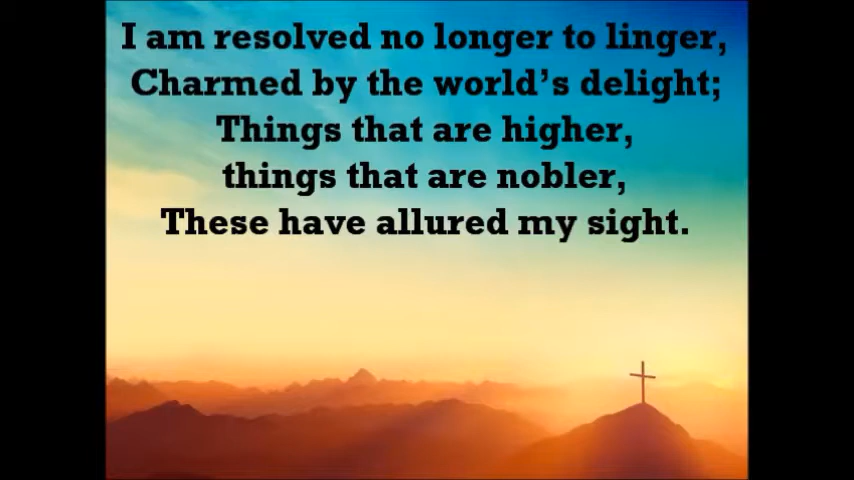 I am resolved no longer to linger,
Charmed by the world’s delight;
Things that are higher,
things that are nobler,
These have allured my sight.